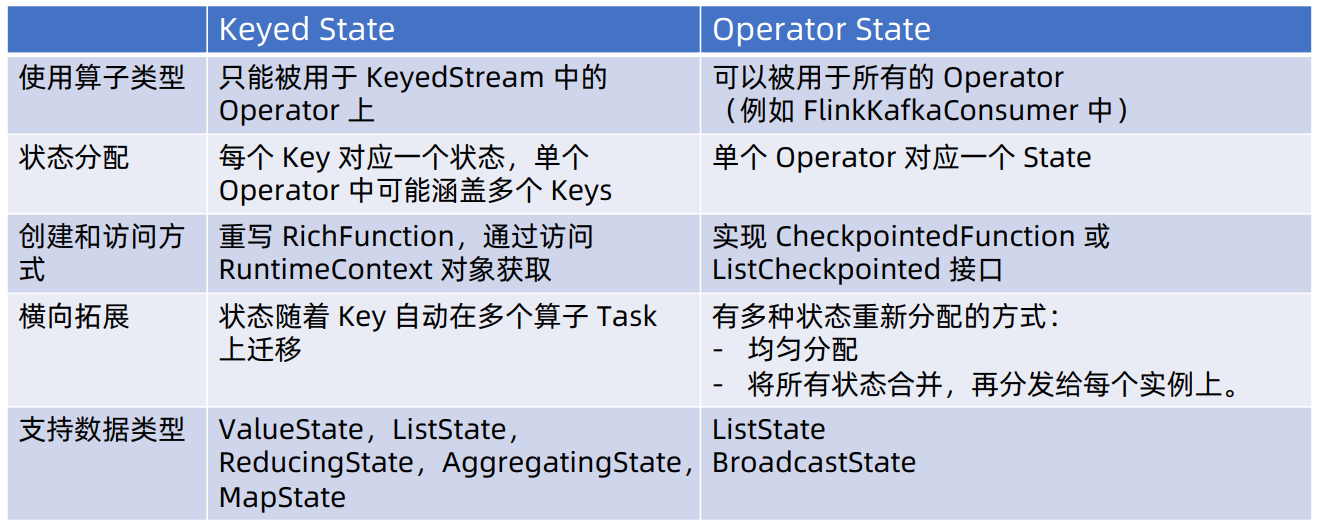 Keyed State
Operator State
使用算子类型
只能被用于 KeyedStream 中的
Operator 上
可以被用于所有的 Operator
（例如 FlinkKafkaConsumer 中）
状态分配
每个 Key 对应一个状态，单个
Operator 中可能涵盖多个 Keys
单个 Operator 对应一个 State
创建和访问方
式
重写 RichFunction，通过访问
RuntimeContext 对象获取
实现 CheckpointedFunction 或
ListCheckpointed 接口
横向拓展
状态随着 Key 自动在多个算子 Task
上迁移
有多种状态重新分配的方式：
- 均匀分配
- 将所有状态合并，再分发给每个实例上。
支持数据类型
ValueState，ListState，
ReducingState，AggregatingState，
MapState
ListState
BroadcastState